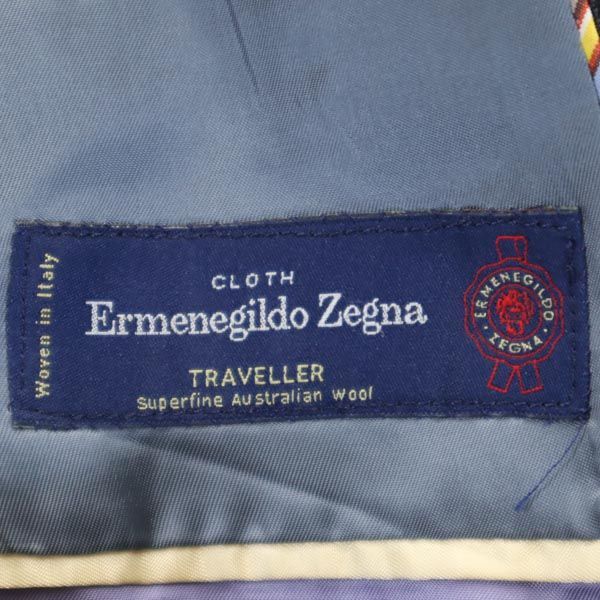 Woven in Italy
CLOTH
Ermenegildo Zegna
TRAVELLER
Superfine Australian Wool
ERMENEGILDO
· ZEGNA ·